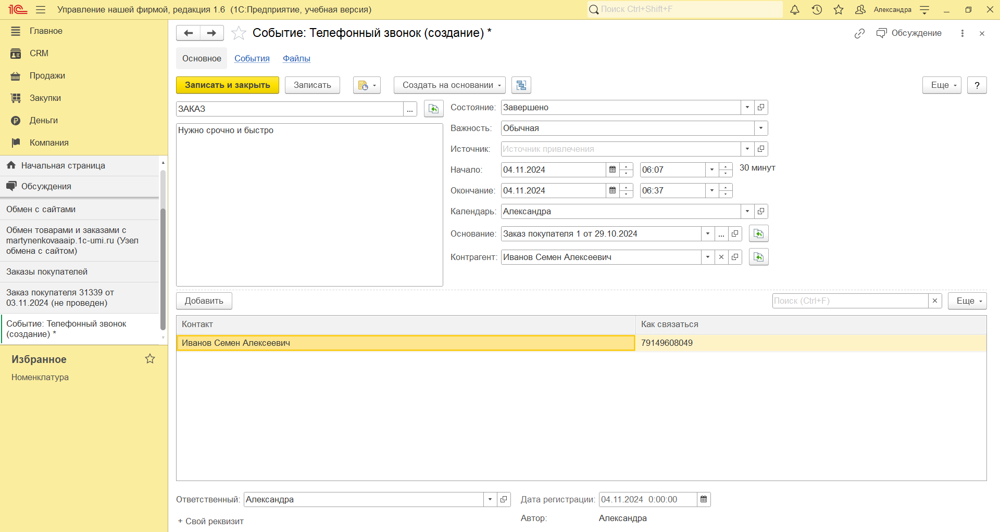 1С Управление нашей фирмой, редакция 1.6 (1С:Предприятие, учебная версия)
Поиск Ctrl+Shift+F
Александра
Главное
CRM
Продажи
Закупки
Деньги
Компания
Начальная страница
Обсуждения
Обмен с сайтами
Обмен товарами и заказами с
martynenkovaaaip.1c-umi.ru (Узел
обмена с сайтом)
Заказы покупателей
Заказ покупателя 31339 от
03.11.2024 (не проведен)
Событие: Телефонный звонок
(создание) *
Избранное
Номенклатура
Событие: Телефонный звонок (создание) *
Обсуждение
Основное События Файлы
Записать и закрыть Записать Создать на основании Еще ?
ЗАКАЗ ...
Нужно срочно и быстро
Состояние: Завершено
Важность: Обычная
Источник: Источник привлечения
Начало: 04.11.2024 06:07 30 минут
Окончание: 04.11.2024 06:37
Календарь: Александра
Основание: Заказ покупателя 1 от 29.10.2024 ...
Контрагент: Иванов Семен Алексеевич
Добавить Поиск (Ctrl+F) Еще
Контакт Как связаться
Иванов Семен Алексеевич 79149608049
Ответственный: Александра Дата регистрации: 04.11.2024 0:00:00
+ Свой реквизит Автор: Александра